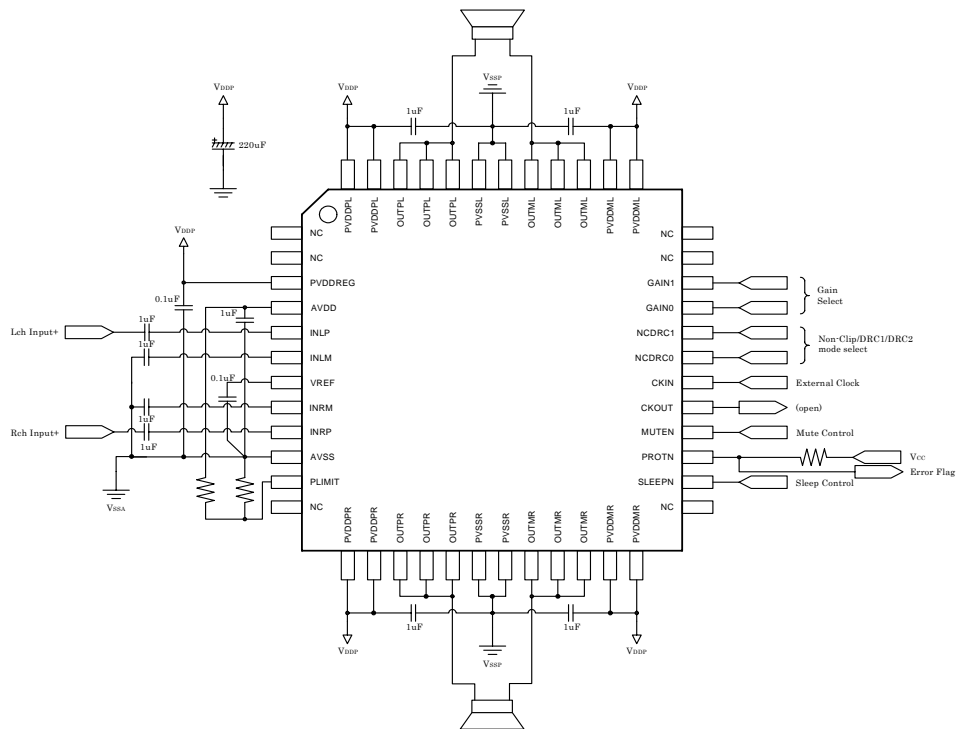 VDDP
220uF
VDDP
VSSP
VDDP
1uF
1uF
PVDDPL
PVDDPL
OUTPL
OUTPL
OUTPL
PVSSL
PVSSL
OUTML
OUTML
OUTML
PVDDML
PVDDML
NC
NC
PVDDREG
AVDD
INLP
INLM
VREF
INRM
INRP
AVSS
PLIMIT
NC
NC
NC
GAIN1
GAIN0
NCDRC1
NCDRC0
CKIN
CKOUT
MUTEN
PROTN
SLEEPN
NC
VDDP
0.1uF
1uF
Lch Input+
1uF
1uF
0.1uF
1uF
Rch Input+
1uF
VSSA
Gain
Select
Non-Clip/DRC1/DRC2
mode select
External Clock
(open)
Mute Control
VCC
Error Flag
Sleep Control
PVDDPR
PVDDPR
OUTPR
OUTPR
OUTPR
PVSSR
PVSSR
OUTMR
OUTMR
OUTMR
PVDDMR
PVDDMR
1uF
1uF
VDDP
VSSP
VDDP